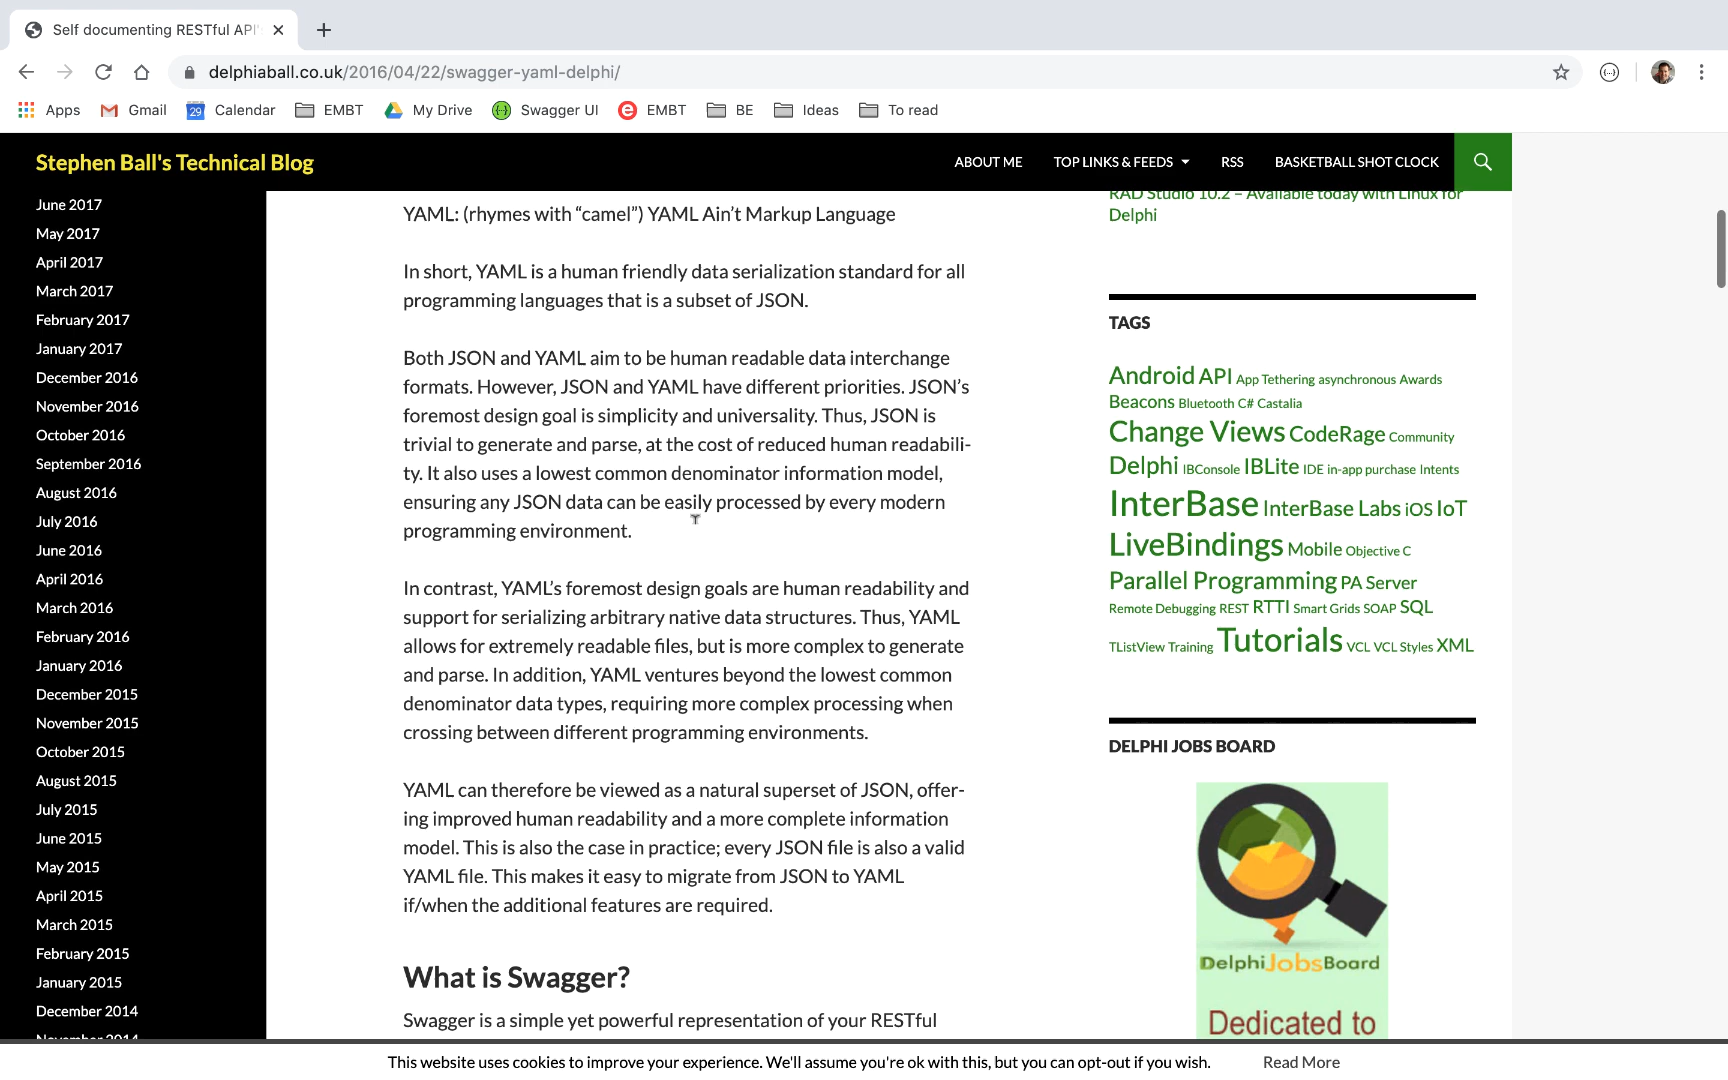 Self documenting RESTful API'
delphiaball.co.uk/2016/04/22/swagger-yaml-delphi/
Apps
Gmail
29
Calendar
EMBT
My Drive
Swagger UI
EMBT
BE
Ideas
To read
Stephen Ball's Technical Blog
ABOUT ME
TOP LINKS & FEEDS
RSS
BASKETBALL SHOT CLOCK
June 2017
May 2017
April 2017
March 2017
February 2017
January 2017
December 2016
November 2016
October 2016
September 2016
August 2016
July 2016
June 2016
April 2016
March 2016
February 2016
January 2016
December 2015
November 2015
October 2015
August 2015
July 2015
June 2015
May 2015
April 2015
March 2015
February 2015
January 2015
December 2014
November 2014
YAML: (rhymes with “camel”) YAML Ain’t Markup Language
In short, YAML is a human friendly data serialization standard for all
programming languages that is a subset of JSON.
Both JSON and YAML aim to be human readable data interchange
formats. However, JSON and YAML have different priorities. JSON’s
foremost design goal is simplicity and universality. Thus, JSON is
trivial to generate and parse, at the cost of reduced human readabili-
ty. It also uses a lowest common denominator information model,
ensuring any JSON data can be easily processed by every modern
programming environment.
In contrast, YAML’s foremost design goals are human readability and
support for serializing arbitrary native data structures. Thus, YAML
allows for extremely readable files, but is more complex to generate
and parse. In addition, YAML ventures beyond the lowest common
denominator data types, requiring more complex processing when
crossing between different programming environments.
YAML can therefore be viewed as a natural superset of JSON, offer-
ing improved human readability and a more complete information
model. This is also the case in practice; every JSON file is also a valid
YAML file. This makes it easy to migrate from JSON to YAML
if/when the additional features are required.
What is Swagger?
Swagger is a simple yet powerful representation of your RESTful
RAD Studio 10.2 – Available today with Linux for
Delphi
TAGS
Android API App Tethering asynchronous Awards
Beacons Bluetooth C# Castalia
Change Views CodeRage Community
Delphi IBConsole IBLite IDE in-app purchase Intents
InterBase InterBase Labs iOS IoT
LiveBindings Mobile Objective C
Parallel Programming PA Server
Remote Debugging REST RTTI Smart Grids SOAP SQL
TListView Training Tutorials VCL VCL Styles XML
DELPHI JOBS BOARD
DelphiJobsBoard
Dedicated to
This website uses cookies to improve your experience. We'll assume you're ok with this, but you can opt-out if you wish.
Read More